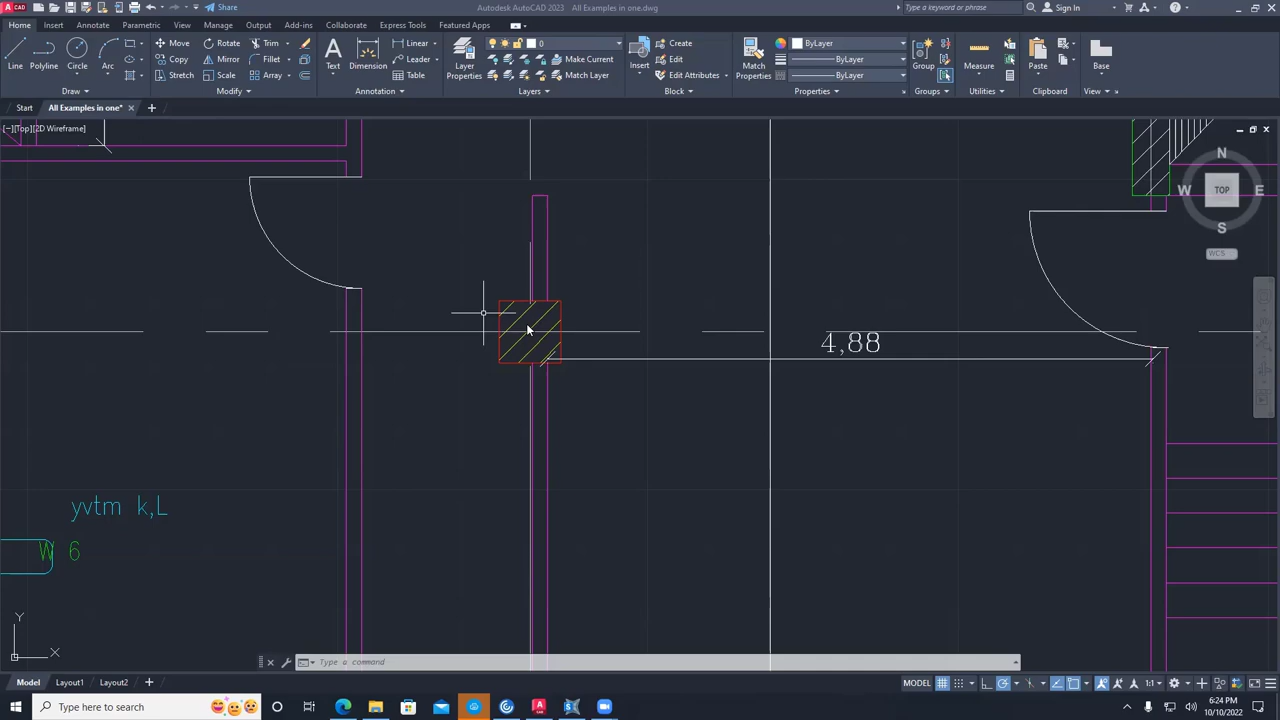 Share
Autodesk AutoCAD 2023 All Examples in one.dwg
Type a keyword or phrase
Sign In
Home Insert Annotate Parametric View Manage Output Add-ins Collaborate Express Tools Featured Apps
Line Polyline Circle Arc
Move Rotate Trim
Copy Mirror Fillet
Stretch Scale Array
Text Dimension
Linear
Leader
Table
Layer Properties
0
Make Current
Match Layer
Insert
Create
Edit
Edit Attributes
Match Properties
ByLayer
ByLayer
ByLayer
Group
Measure
Paste
Base
Draw Modify Annotation Layers Block Properties Groups Utilities Clipboard View
Start All Examples in one*
[−][Top][2D Wireframe]
N
W TOP E
S
WCS
4,88
yvtm k,L
W 6
Y
X
Type a command
Model Layout1 Layout2
MODEL 1:1
Type here to search
6:24 PM
10/10/2022